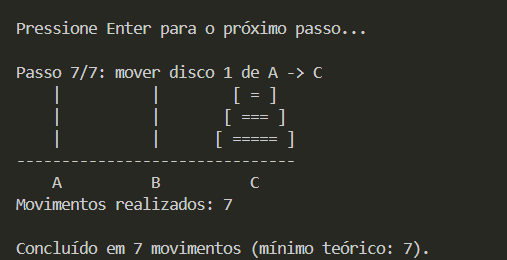 Pressione Enter para o próximo passo...
Passo 7/7: mover disco 1 de A -> C
| | [ = ]
| | [ === ]
| | [ ===== ]
------------------------------
A B C
Movimentos realizados: 7
Concluído em 7 movimentos (mínimo teórico: 7).